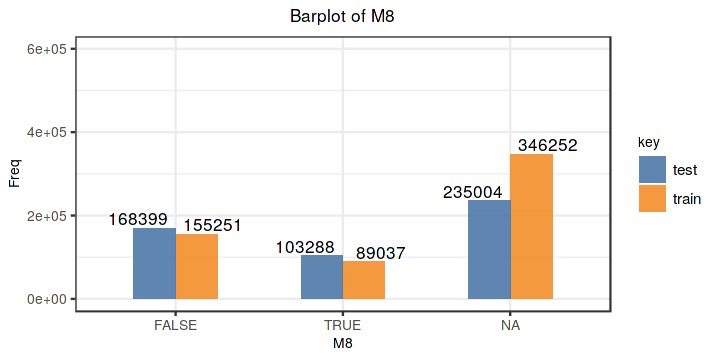 Barplot of M8
6e+05
4e+05
2e+05
0e+00
Freq
168399
155251
103288
89037
235004
346252
FALSE
TRUE
NA
M8
key
test
train